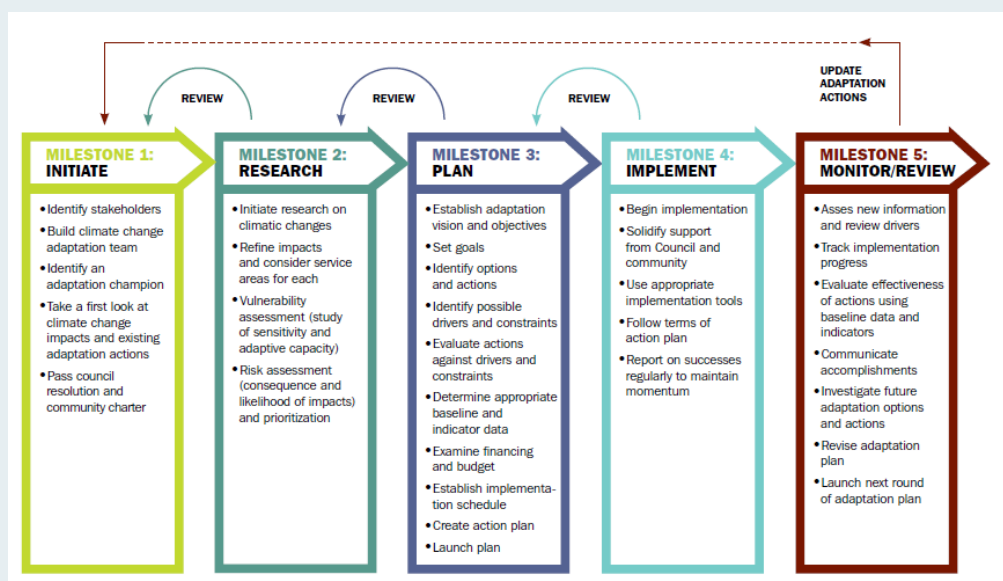 UPDATE
ADAPTATION
ACTIONS
REVIEW
REVIEW
REVIEW
MILESTONE 1:
INITIATE
•Identify stakeholders
•Build climate change
adaptation team
•Identify an
adaptation champion
•Take a first look at
climate change
impacts and existing
adaptation actions
•Pass council
resolution and
community charter
MILESTONE 2:
RESEARCH
•Initiate research on
climatic changes
•Refine impacts
and consider service
areas for each
•Vulnerability
assessment (study
of sensitivity and
adaptive capacity)
•Risk assessment
(consequence and
likelihood of impacts)
and prioritization
MILESTONE 3:
PLAN
•Establish adaptation
vision and objectives
•Set goals
•Identify options
and actions
•Identify possible
drivers and constraints
•Evaluate actions
against drivers and
constraints
•Determine appropriate
baseline and
indicator data
•Examine financing
and budget
•Establish implementa-
tion schedule
•Create action plan
•Launch plan
MILESTONE 4:
IMPLEMENT
•Begin implementation
•Solidify support
from Council and
community
•Use appropriate
implementation tools
•Follow terms of
action plan
•Report on successes
regularly to maintain
momentum
MILESTONE 5:
MONITOR/REVIEW
•Asses new information
and review drivers
•Track implementation
progress
•Evaluate effectiveness
of actions using
baseline data and
indicators
•Communicate
accomplishments
•Investigate future
adaptation options
and actions
•Revise adaptation
plan
•Launch next round
of adaptation plan